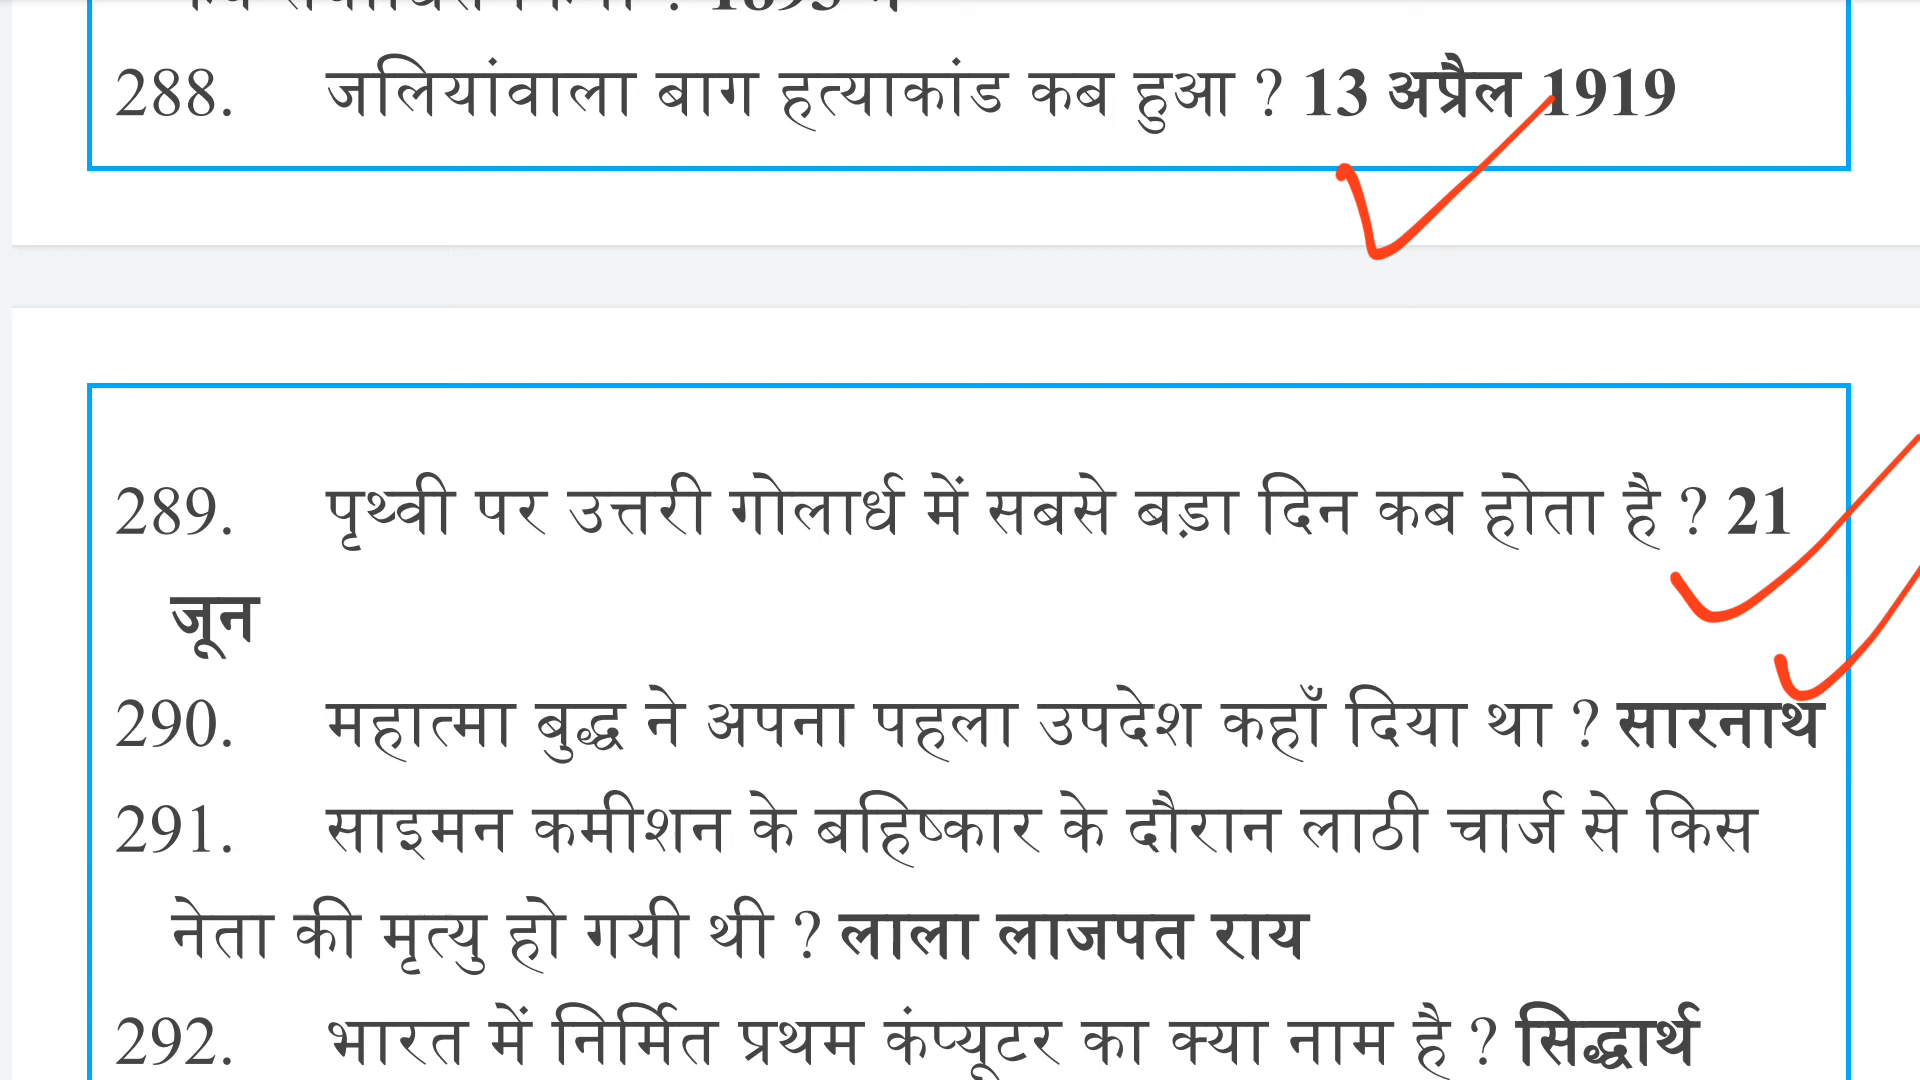 288. जलियांवाला बाग हत्याकांड कब हुआ ? 13 अप्रैल 1919
289. पृथ्वी पर उत्तरी गोलार्ध में सबसे बड़ा दिन कब होता है ? 21
जून
290. महात्मा बुद्ध ने अपना पहला उपदेश कहाँ दिया था ? सारनाथ
291. साइमन कमीशन के बहिष्कार के दौरान लाठी चार्ज से किस
नेता की मृत्यु हो गयी थी ? लाला लाजपत राय
292. भारत में निर्मित प्रथम कंप्यूटर का क्या नाम है ? सिद्धार्थ